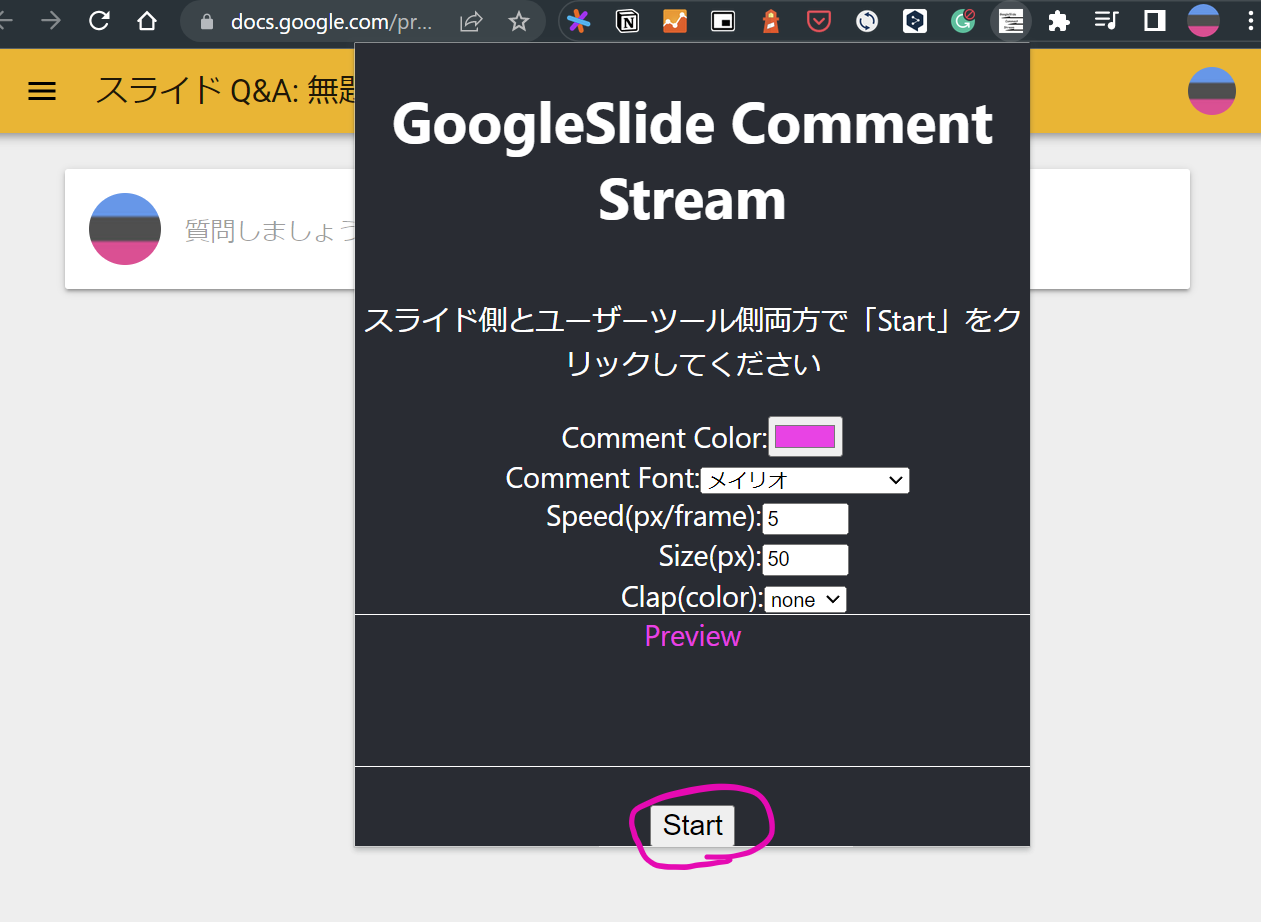 docs.google.com/pr...
スライド Q&A: 無題
GoogleSlide Comment
Stream
質問しましょう
スライド側とユーザーツール側両方で「Start」をク
リックしてください
Comment Color:
Comment Font: メイリオ
Speed(px/frame): 5
Size(px): 50
Clap(color): none
Preview
Start